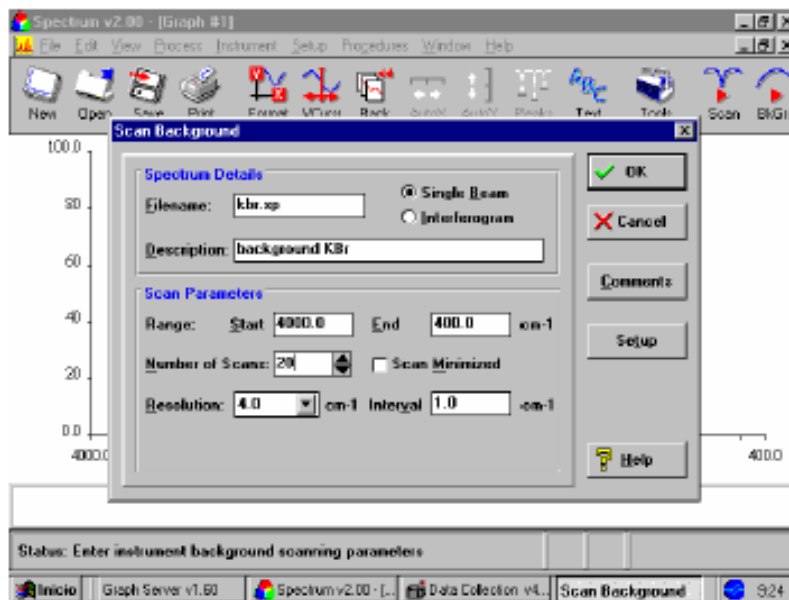 Spectrum v2.00 - [Graph #1]
File Edit View Process Instrument Setup Procedures Window Help
New Open Save Print Format VCursr Back Text Tools Scan
Scan Background
100.0
80
60
40
20
0.0
4000.0
400.0
Spectrum Details
Filename: kbr.sp
Single Beam
Interferogram
Description: background KBr
Scan Parameters
Range: Start 4000.0 End 400.0 cm-1
Number of Scans: 20 Scan Minimized
Resolution: 4.0 cm-1 Interval 1.0 cm-1
OK
Cancel
Comments
Setup
Help
Status: Enter instrument background scanning parameters
Inicio Graph Server v1.60 Spectrum v2.00 - [... Data Collection v4... Scan Background 9:24